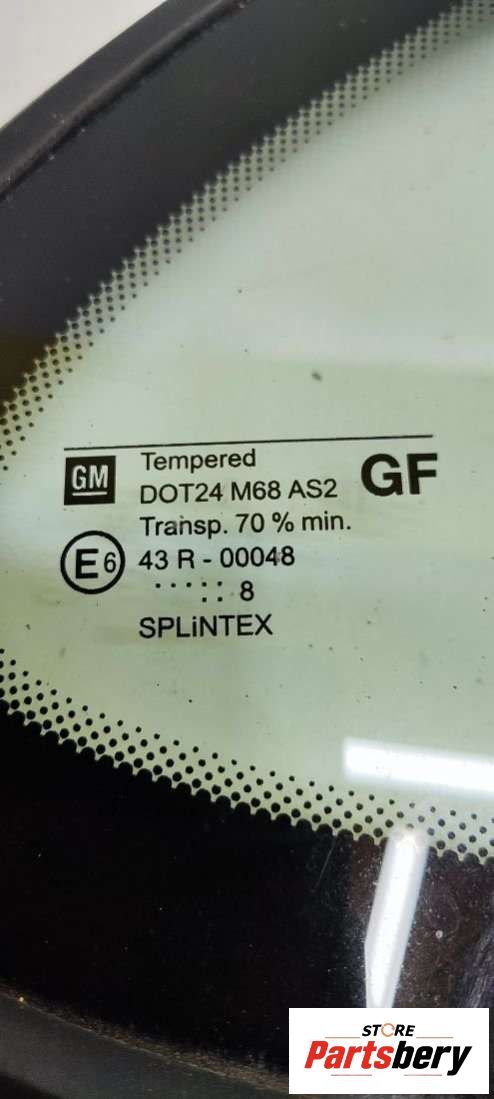 GM
Tempered
DOT24 M68 AS2
GF
Transp. 70 % min.
E6
43 R - 00048
. . . . : : : 8
SPLiNTEX
STORE
Partsbery